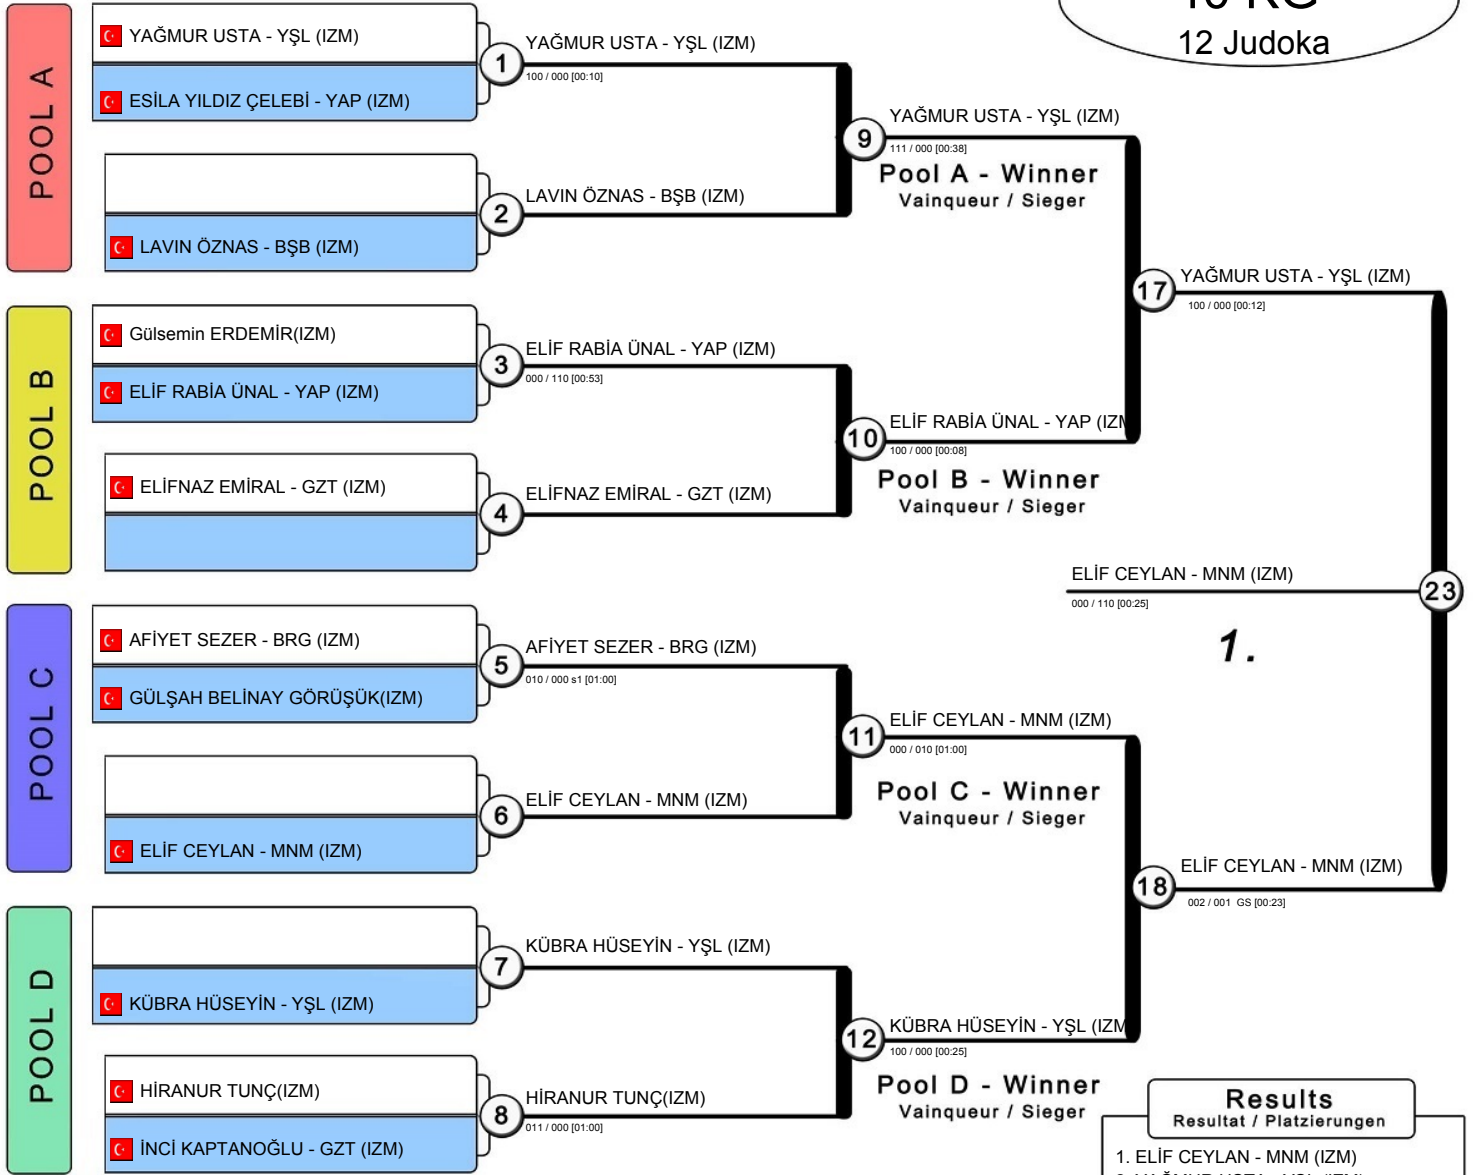 12 Judoka
POOL A
YAĞMUR USTA - YŞL (IZM)
ESİLA YILDIZ ÇELEBİ - YAP (IZM)
1
YAĞMUR USTA - YŞL (IZM)
100 / 000 [00:10]
LAVIN ÖZNAS - BŞB (IZM)
2
LAVIN ÖZNAS - BŞB (IZM)
9
YAĞMUR USTA - YŞL (IZM)
111 / 000 [00:38]
Pool A - Winner
Vainqueur / Sieger
POOL B
Gülsemin ERDEMİR(IZM)
ELİF RABİA ÜNAL - YAP (IZM)
3
ELİF RABİA ÜNAL - YAP (IZM)
000 / 110 [00:53]
ELİFNAZ EMİRAL - GZT (IZM)
4
ELİFNAZ EMİRAL - GZT (IZM)
10
ELİF RABİA ÜNAL - YAP (IZM
100 / 000 [00:08]
Pool B - Winner
Vainqueur / Sieger
17
YAĞMUR USTA - YŞL (IZM)
100 / 000 [00:12]
ELİF CEYLAN - MNM (IZM)
23
000 / 110 [00:25]
1.
POOL C
AFİYET SEZER - BRG (IZM)
GÜLŞAH BELİNAY GÖRÜŞÜK(IZM)
5
AFİYET SEZER - BRG (IZM)
010 / 000 s1 [01:00]
ELİF CEYLAN - MNM (IZM)
6
ELİF CEYLAN - MNM (IZM)
11
ELİF CEYLAN - MNM (IZM)
000 / 010 [01:00]
Pool C - Winner
Vainqueur / Sieger
18
ELİF CEYLAN - MNM (IZM)
002 / 001 GS [00:23]
POOL D
KÜBRA HÜSEYİN - YŞL (IZM)
7
KÜBRA HÜSEYİN - YŞL (IZM)
HİRANUR TUNÇ(IZM)
İNCİ KAPTANOĞLU - GZT (IZM)
8
HİRANUR TUNÇ(IZM)
011 / 000 [01:00]
12
KÜBRA HÜSEYİN - YŞL (IZM
100 / 000 [00:25]
Pool D - Winner
Vainqueur / Sieger
Results
Resultat / Platzierungen
1. ELİF CEYLAN - MNM (IZM)